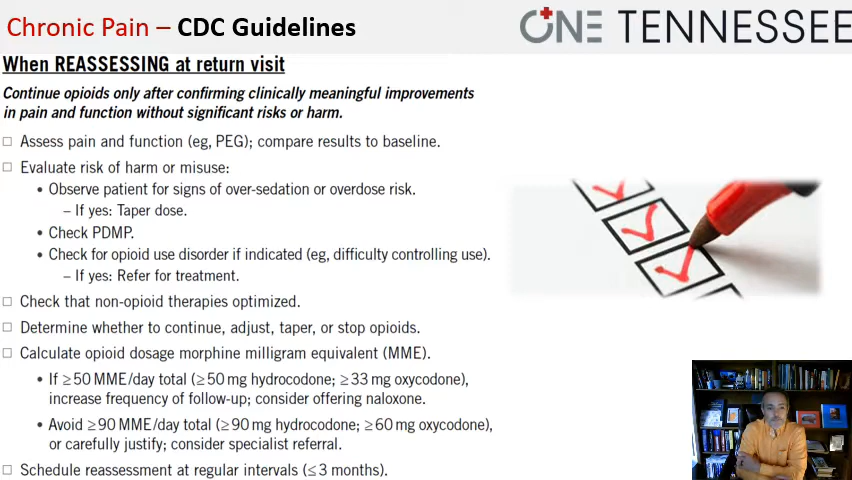 Chronic Pain – CDC Guidelines
ONE TENNESSEE
When REASSESSING at return visit
Continue opioids only after confirming clinically meaningful improvements
in pain and function without significant risks or harm.
□ Assess pain and function (eg, PEG); compare results to baseline.
□ Evaluate risk of harm or misuse:
• Observe patient for signs of over-sedation or overdose risk.
– If yes: Taper dose.
• Check PDMP.
• Check for opioid use disorder if indicated (eg, difficulty controlling use).
– If yes: Refer for treatment.
□ Check that non-opioid therapies optimized.
□ Determine whether to continue, adjust, taper, or stop opioids.
□ Calculate opioid dosage morphine milligram equivalent (MME).
• If ≥50 MME/day total (≥50 mg hydrocodone; ≥33 mg oxycodone),
increase frequency of follow-up; consider offering naloxone.
• Avoid ≥90 MME/day total (≥90 mg hydrocodone; ≥60 mg oxycodone),
or carefully justify; consider specialist referral.
□ Schedule reassessment at regular intervals (≤3 months).